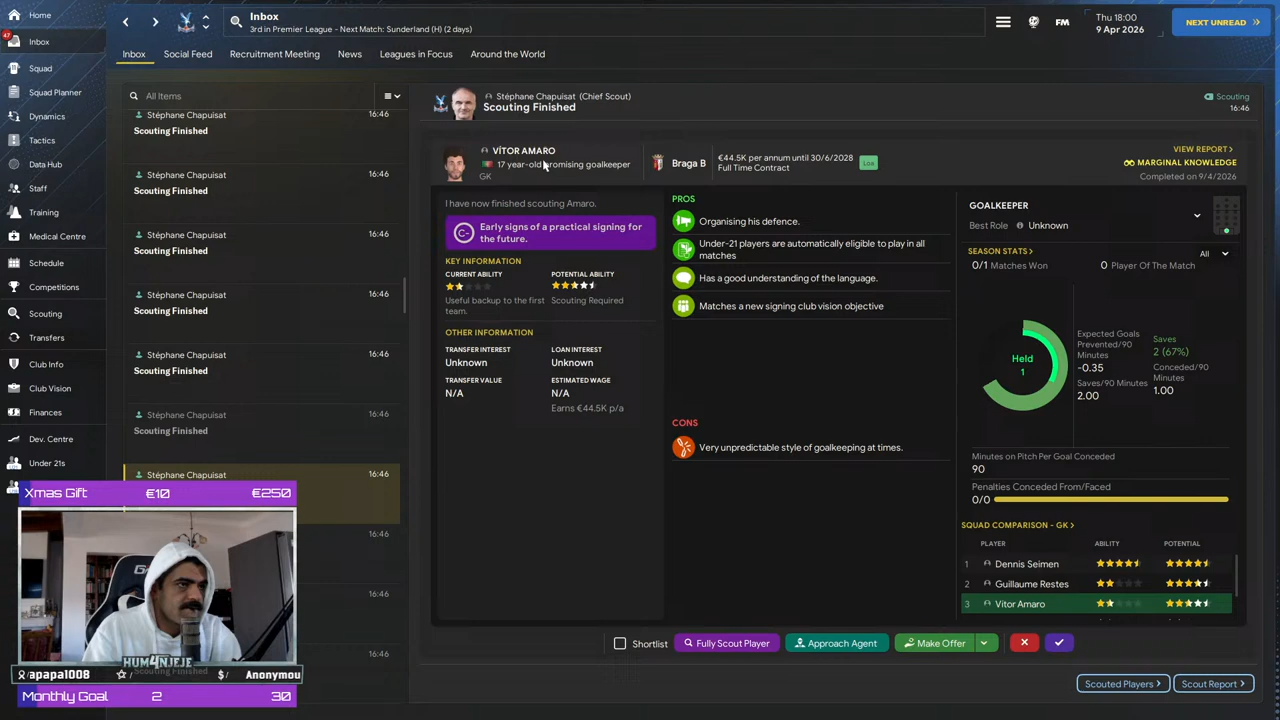 Home
Inbox
3rd in Premier League - Next Match: Sunderland (H) (2 days)
FM
Thu 18:00
9 Apr 2026
NEXT UNREAD
47
Inbox
Squad
Squad Planner
Dynamics
Tactics
Data Hub
Staff
Training
Medical Centre
Schedule
Competitions
Scouting
Transfers
Club Info
Club Vision
Finances
Dev. Centre
Under 21s
Inbox
Social Feed
Recruitment Meeting
News
Leagues in Focus
Around the World
All Items
Stéphane Chapuisat
16:46
Scouting Finished
Stéphane Chapuisat
16:46
Scouting Finished
Stéphane Chapuisat
16:46
Scouting Finished
Stéphane Chapuisat
16:46
Scouting Finished
Stéphane Chapuisat
16:46
Scouting Finished
Stéphane Chapuisat
16:46
Scouting Finished
Stéphane Chapuisat
16:46
16:46
16:46
16:46
Stéphane Chapuisat (Chief Scout)
Scouting Finished
Scouting
16:46
VÍTOR AMARO
17 year-old promising goalkeeper
GK
Braga B
€44.5K per annum until 30/6/2028
Full Time Contract
Loa
VIEW REPORT >
MARGINAL KNOWLEDGE
Completed on 9/4/2026
I have now finished scouting Amaro.
C-
Early signs of a practical signing for
the future.
KEY INFORMATION
CURRENT ABILITY
Useful backup to the first
team.
POTENTIAL ABILITY
Scouting Required
OTHER INFORMATION
TRANSFER INTEREST
Unknown
LOAN INTEREST
Unknown
TRANSFER VALUE
N/A
ESTIMATED WAGE
N/A
Earns €44.5K p/a
PROS
Organising his defence.
Under-21 players are automatically eligible to play in all
matches
Has a good understanding of the language.
Matches a new signing club vision objective
CONS
Very unpredictable style of goalkeeping at times.
GOALKEEPER
Best Role
Unknown
SEASON STATS >
All
0/1 Matches Won
0 Player Of The Match
Held
1
Expected Goals
Prevented/90
Minutes
-0.35
Saves/90 Minutes
2.00
Saves
2 (67%)
Conceded/90
Minutes
1.00
Minutes on Pitch Per Goal Conceded
90
Penalties Conceded From/Faced
0/0
SQUAD COMPARISON - GK >
PLAYER
ABILITY
POTENTIAL
1 Dennis Seimen
2 Guillaume Restes
3 Vítor Amaro
Shortlist
Fully Scout Player
Approach Agent
Make Offer
Scouted Players >
Scout Report >
Xmas Gift
€10
€250
HUM4NJEJE
apapa1008
Anonymou
Scouting Finished
Monthly Goal
2
30